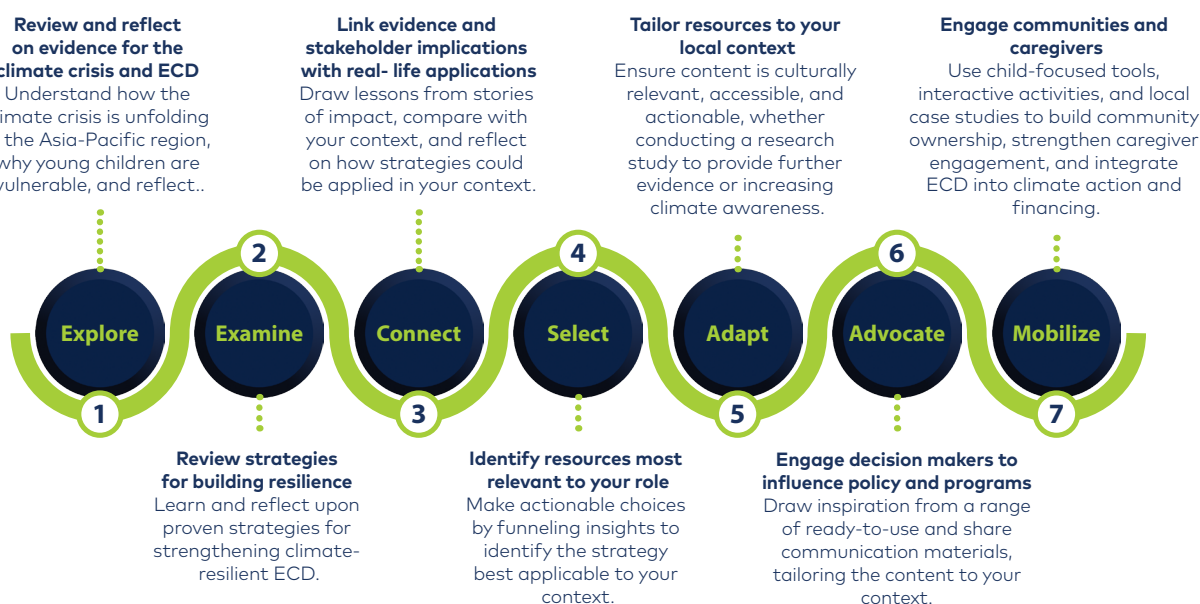 Review and reflect
on evidence for the
climate crisis and ECD
Understand how the
imate crisis is unfolding
the Asia-Pacific region,
why young children are
vulnerable, and reflect..
Explore
1
2
Examine
Review strategies
for building resilience
Learn and reflect upon
proven strategies for
strengthening climate-
resilient ECD.
Link evidence and
stakeholder implications
with real- life applications
Draw lessons from stories
of impact, compare with
your context, and reflect
on how strategies could
be applied in your context.
Connect
3
4
Select
Identify resources most
relevant to your role
Make actionable choices
by funneling insights to
identify the strategy
best applicable to your
context.
Tailor resources to your
local context
Ensure content is culturally
relevant, accessible, and
actionable, whether
conducting a research
study to provide further
evidence or increasing
climate awareness.
Adapt
5
6
Advocate
Engage decision makers to
influence policy and programs
Draw inspiration from a range
of ready-to-use and share
communication materials,
tailoring the content to your
context.
Engage communities and
caregivers
Use child-focused tools,
interactive activities, and local
case studies to build community
ownership, strengthen caregiver
engagement, and integrate
ECD into climate action and
financing.
Mobilize
7